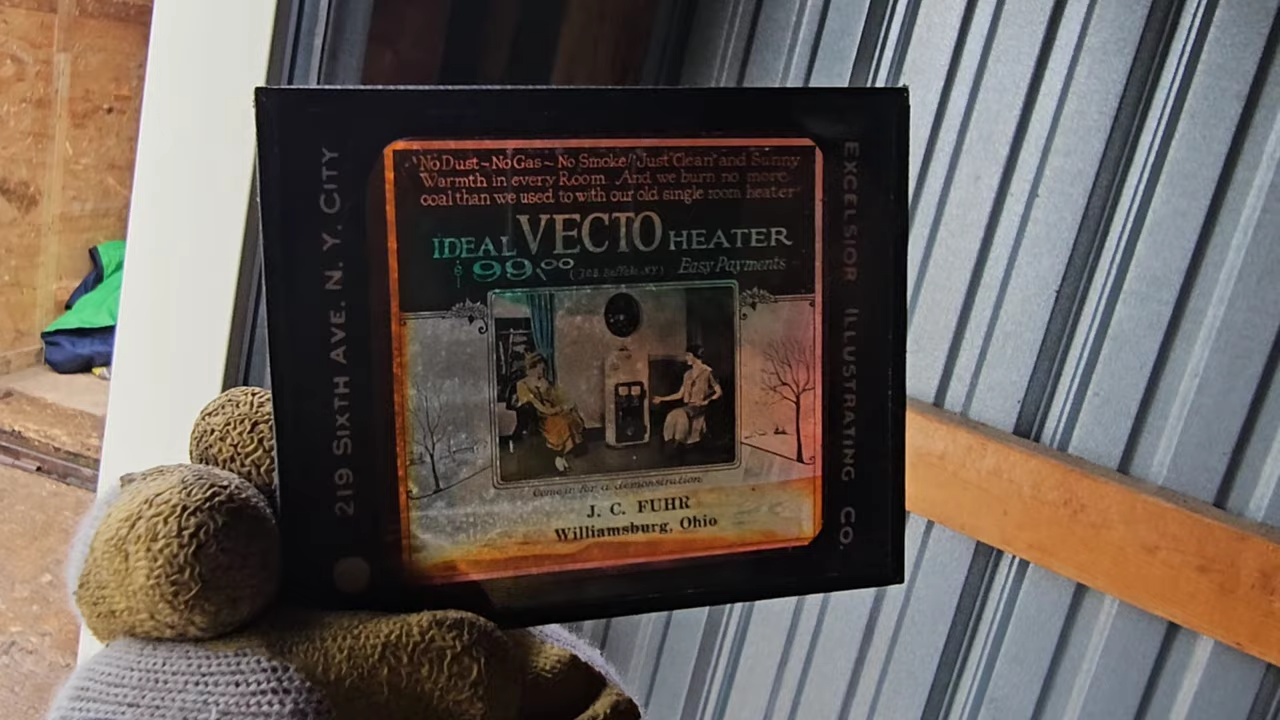 "No Dust ~ No Gas ~ No Smoke! Just "Clean" and Sunny
Warmth in every Room. And we burn no more
coal than we used to with our old single room heater"
IDEAL VECTO HEATER
$99.00 (F.O.B. Buffalo, N.Y.) Easy Payments
Come in for a demonstration
J. C. FUHR
Williamsburg, Ohio
219 SIXTH AVE. N. Y. CITY
EXCELSIOR ILLUSTRATING CO.